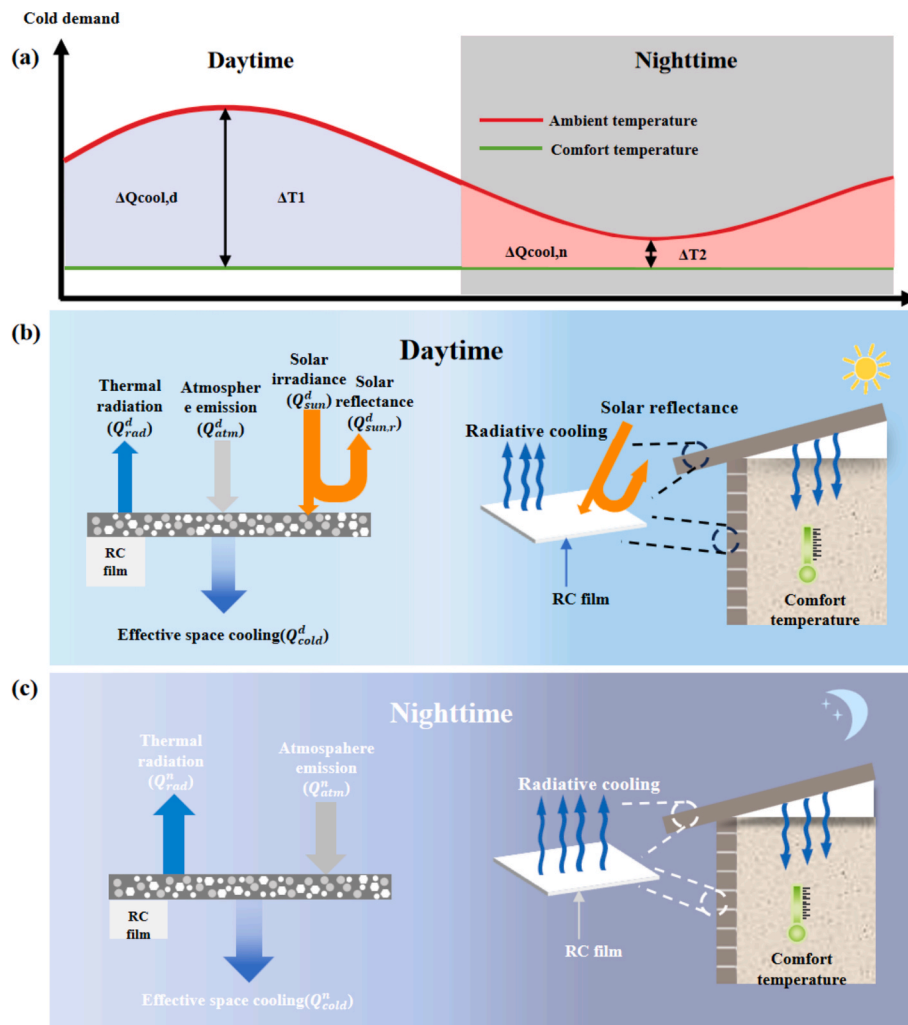 Cold demand
(a)
Daytime
Nighttime
Ambient temperature
Comfort temperature
ΔQcool,d
ΔT1
ΔQcool,n
ΔT2
(b)
Daytime
Thermal
radiation
(Q^d_rad)
Atmospher
e emission
(Q^d_atm)
Solar
irradiance
(Q^d_sun)
Solar
reflectance
(Q^d_sun,r)
RC
film
Effective space cooling(Q^d_cold)
Solar reflectance
Radiative cooling
RC film
Comfort
temperature
(c)
Nighttime
Thermal
radiation
(Q^n_rad)
Atmospahere
emission
(Q^n_atm)
RC
film
Effective space cooling(Q^n_cold)
Radiative cooling
RC film
Comfort
temperature